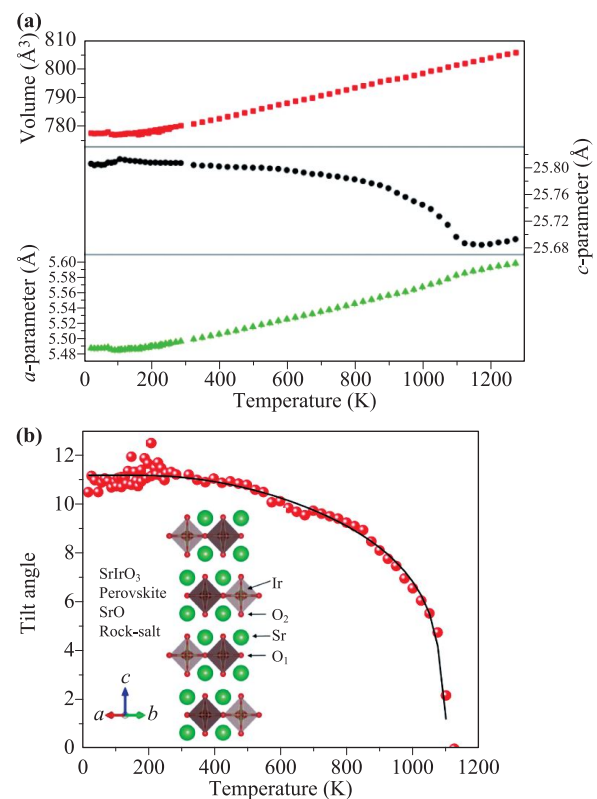 (a)
Volume (Å3)
810
800
790
780
c-parameter (Å)
25.80
25.76
25.72
25.68
a-parameter (Å)
5.60
5.58
5.56
5.54
5.52
5.50
5.48
0 200 400 600 800 1000 1200
Temperature (K)
(b)
Tilt angle
12
10
8
6
4
2
0
SrIrO3
Perovskite
SrO
Rock-salt
Ir
O2
Sr
O1
c
a b
0 200 400 600 800 1000 1200
Temperature (K)